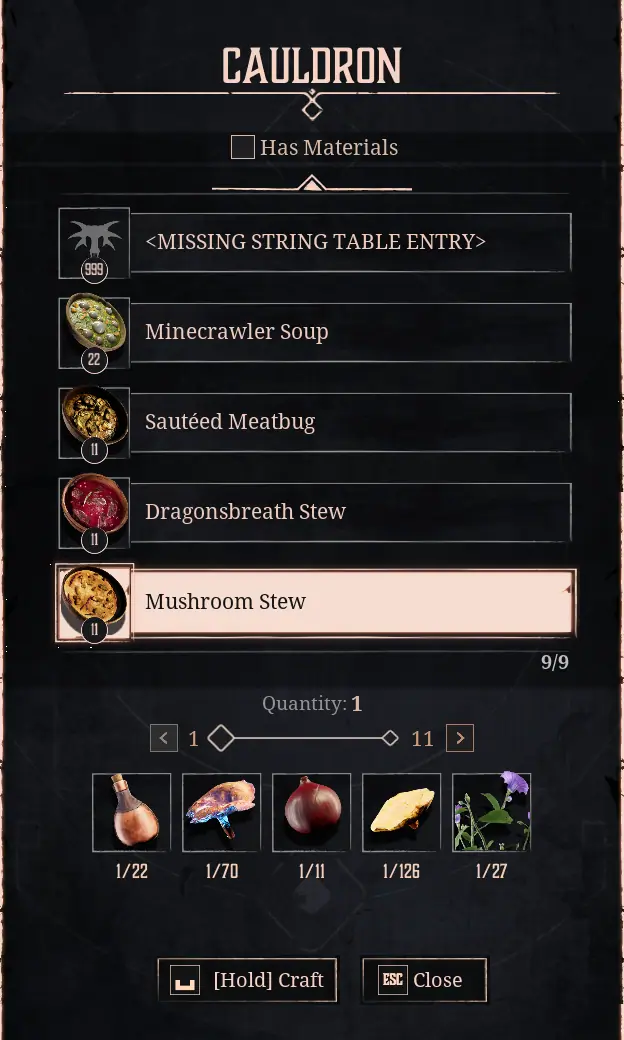 CAULDRON
Has Materials
<MISSING STRING TABLE ENTRY>
999
Minecrawler Soup
22
Sautéed Meatbug
11
Dragonsbreath Stew
11
Mushroom Stew
11
9/9
Quantity: 1
< 1 11 >
1/22 1/70 1/11 1/126 1/27
[Hold] Craft ESC Close